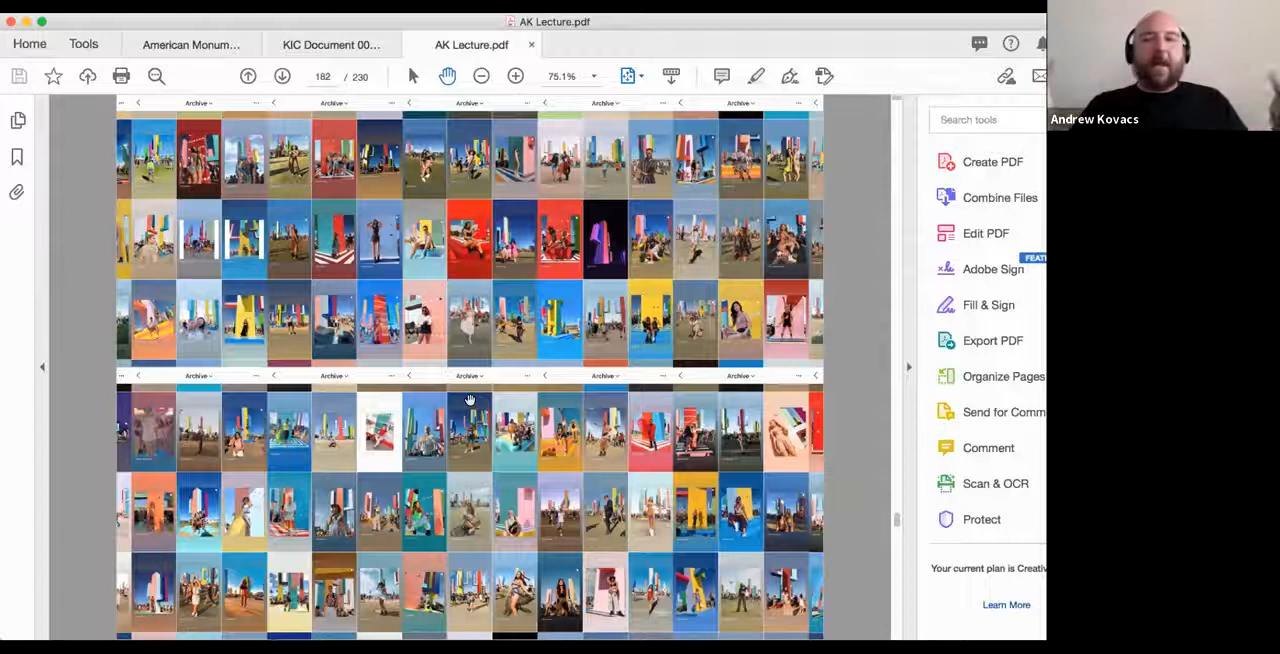 AK Lecture.pdf
Home
Tools
American Monum...
KIC Document 00...
AK Lecture.pdf
×
182 / 230
75.1%
Andrew Kovacs
Archive
Archive
Archive
Archive
Archive
Search tools
Create PDF
Combine Files
Edit PDF
FEAT
Adobe Sign
Fill & Sign
Export PDF
Archive
Archive
Archive
Archive
Archive
Organize Pages
Send for Comm
Comment
Scan & OCR
Protect
Your current plan is Creativ
Learn More